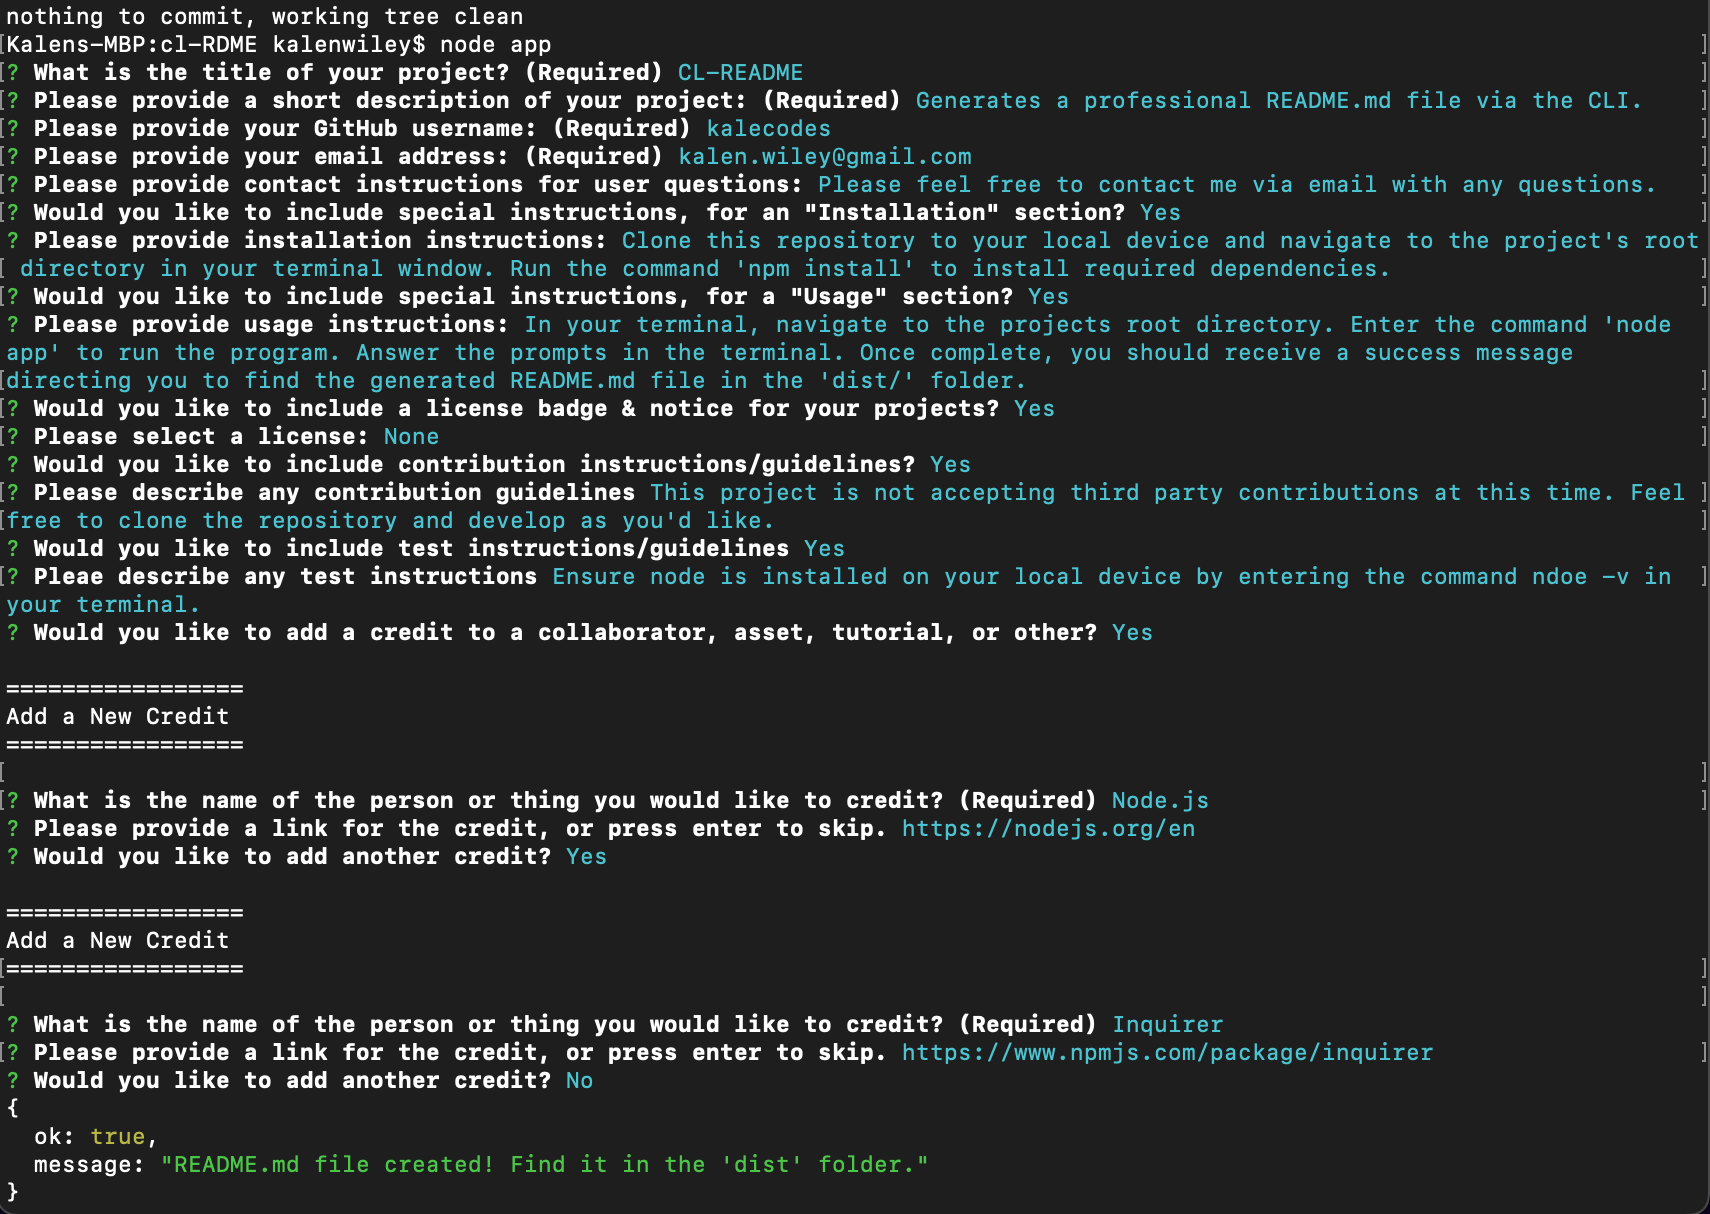 nothing to commit, working tree clean
[Kalens-MBP:cl-RDME kalenwiley$ node app ]
[? What is the title of your project? (Required) CL-README ]
[? Please provide a short description of your project: (Required) Generates a professional README.md file via the CLI. ]
[? Please provide your GitHub username: (Required) kalecodes ]
[? Please provide your email address: (Required) kalen.wiley@gmail.com ]
[? Please provide contact instructions for user questions: Please feel free to contact me via email with any questions. ]
[? Would you like to include special instructions, for an "Installation" section? Yes ]
? Please provide installation instructions: Clone this repository to your local device and navigate to the project's root
[ directory in your terminal window. Run the command 'npm install' to install required dependencies. ]
[? Would you like to include special instructions, for a "Usage" section? Yes ]
? Please provide usage instructions: In your terminal, navigate to the projects root directory. Enter the command 'node
app' to run the program. Answer the prompts in the terminal. Once complete, you should receive a success message
[directing you to find the generated README.md file in the 'dist/' folder. ]
[? Would you like to include a license badge & notice for your projects? Yes ]
[? Please select a license: None ]
? Would you like to include contribution instructions/guidelines? Yes
[? Please describe any contribution guidelines This project is not accepting third party contributions at this time. Feel ]
[free to clone the repository and develop as you'd like. ]
? Would you like to include test instructions/guidelines Yes
[? Pleae describe any test instructions Ensure node is installed on your local device by entering the command ndoe -v in ]
your terminal.
? Would you like to add a credit to a collaborator, asset, tutorial, or other? Yes
=================
Add a New Credit
=================
[ ]
[? What is the name of the person or thing you would like to credit? (Required) Node.js ]
? Please provide a link for the credit, or press enter to skip. https://nodejs.org/en
? Would you like to add another credit? Yes
=================
Add a New Credit
[================= ]
[ ]
? What is the name of the person or thing you would like to credit? (Required) Inquirer
[? Please provide a link for the credit, or press enter to skip. https://www.npmjs.com/package/inquirer ]
? Would you like to add another credit? No
{
ok: true,
message: "README.md file created! Find it in the 'dist' folder."
}